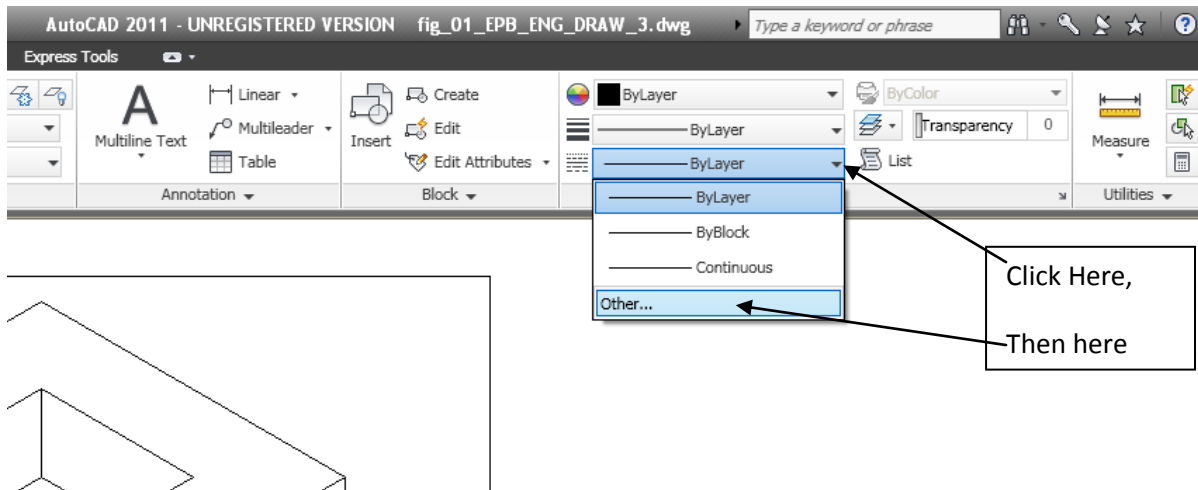 AutoCAD 2011 - UNREGISTERED VERSION fig_01_EPB_ENG_DRAW_3.dwg Type a keyword or phrase
Express Tools
A
Multiline Text
Linear
Multileader
Table
Annotation
Insert
Create
Edit
Edit Attributes
Block
ByLayer
ByLayer
ByLayer
ByLayer
ByBlock
Continuous
Other...
ByColor
Transparency 0
List
Measure
Utilities
Click Here,
Then here